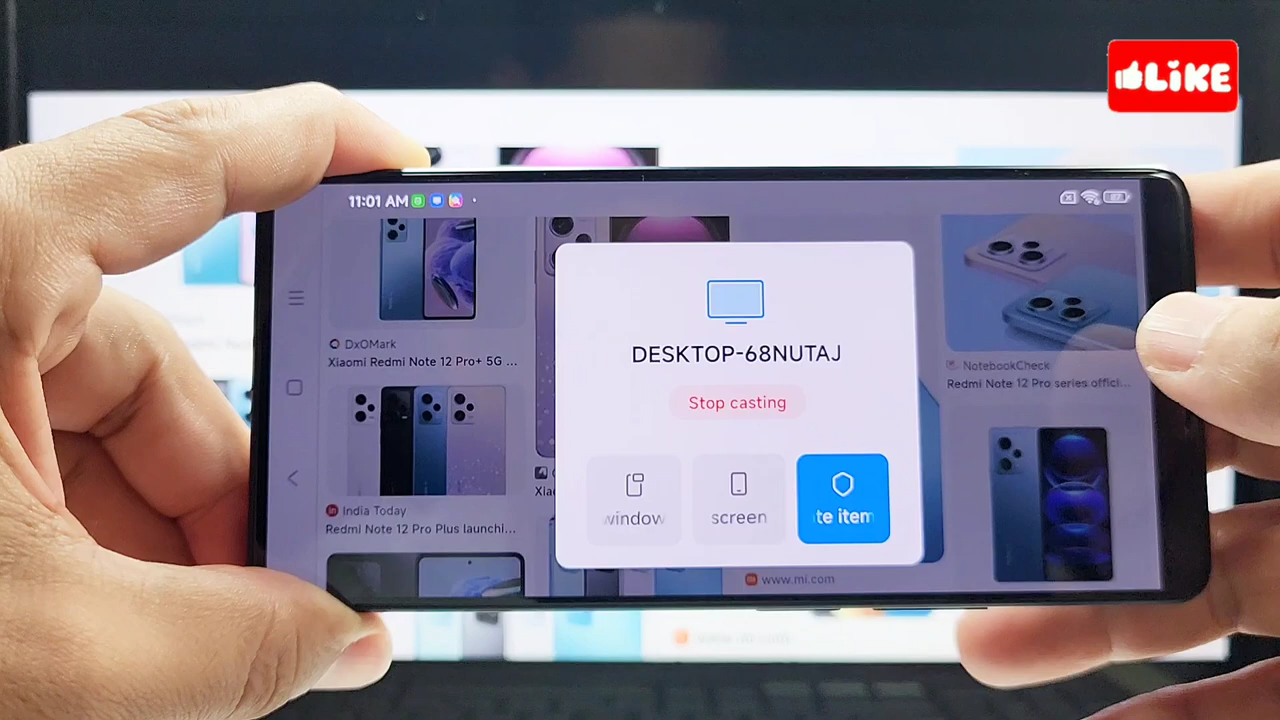 LiKE
11:01 AM
DxOMark
Xiaomi Redmi Note 12 Pro+ 5G ...
India Today
Redmi Note 12 Pro Plus launchi...
Xia
DESKTOP-68NUTAJ
Stop casting
window
screen
te item
www.mi.com
NotebookCheck
Redmi Note 12 Pro series offici...